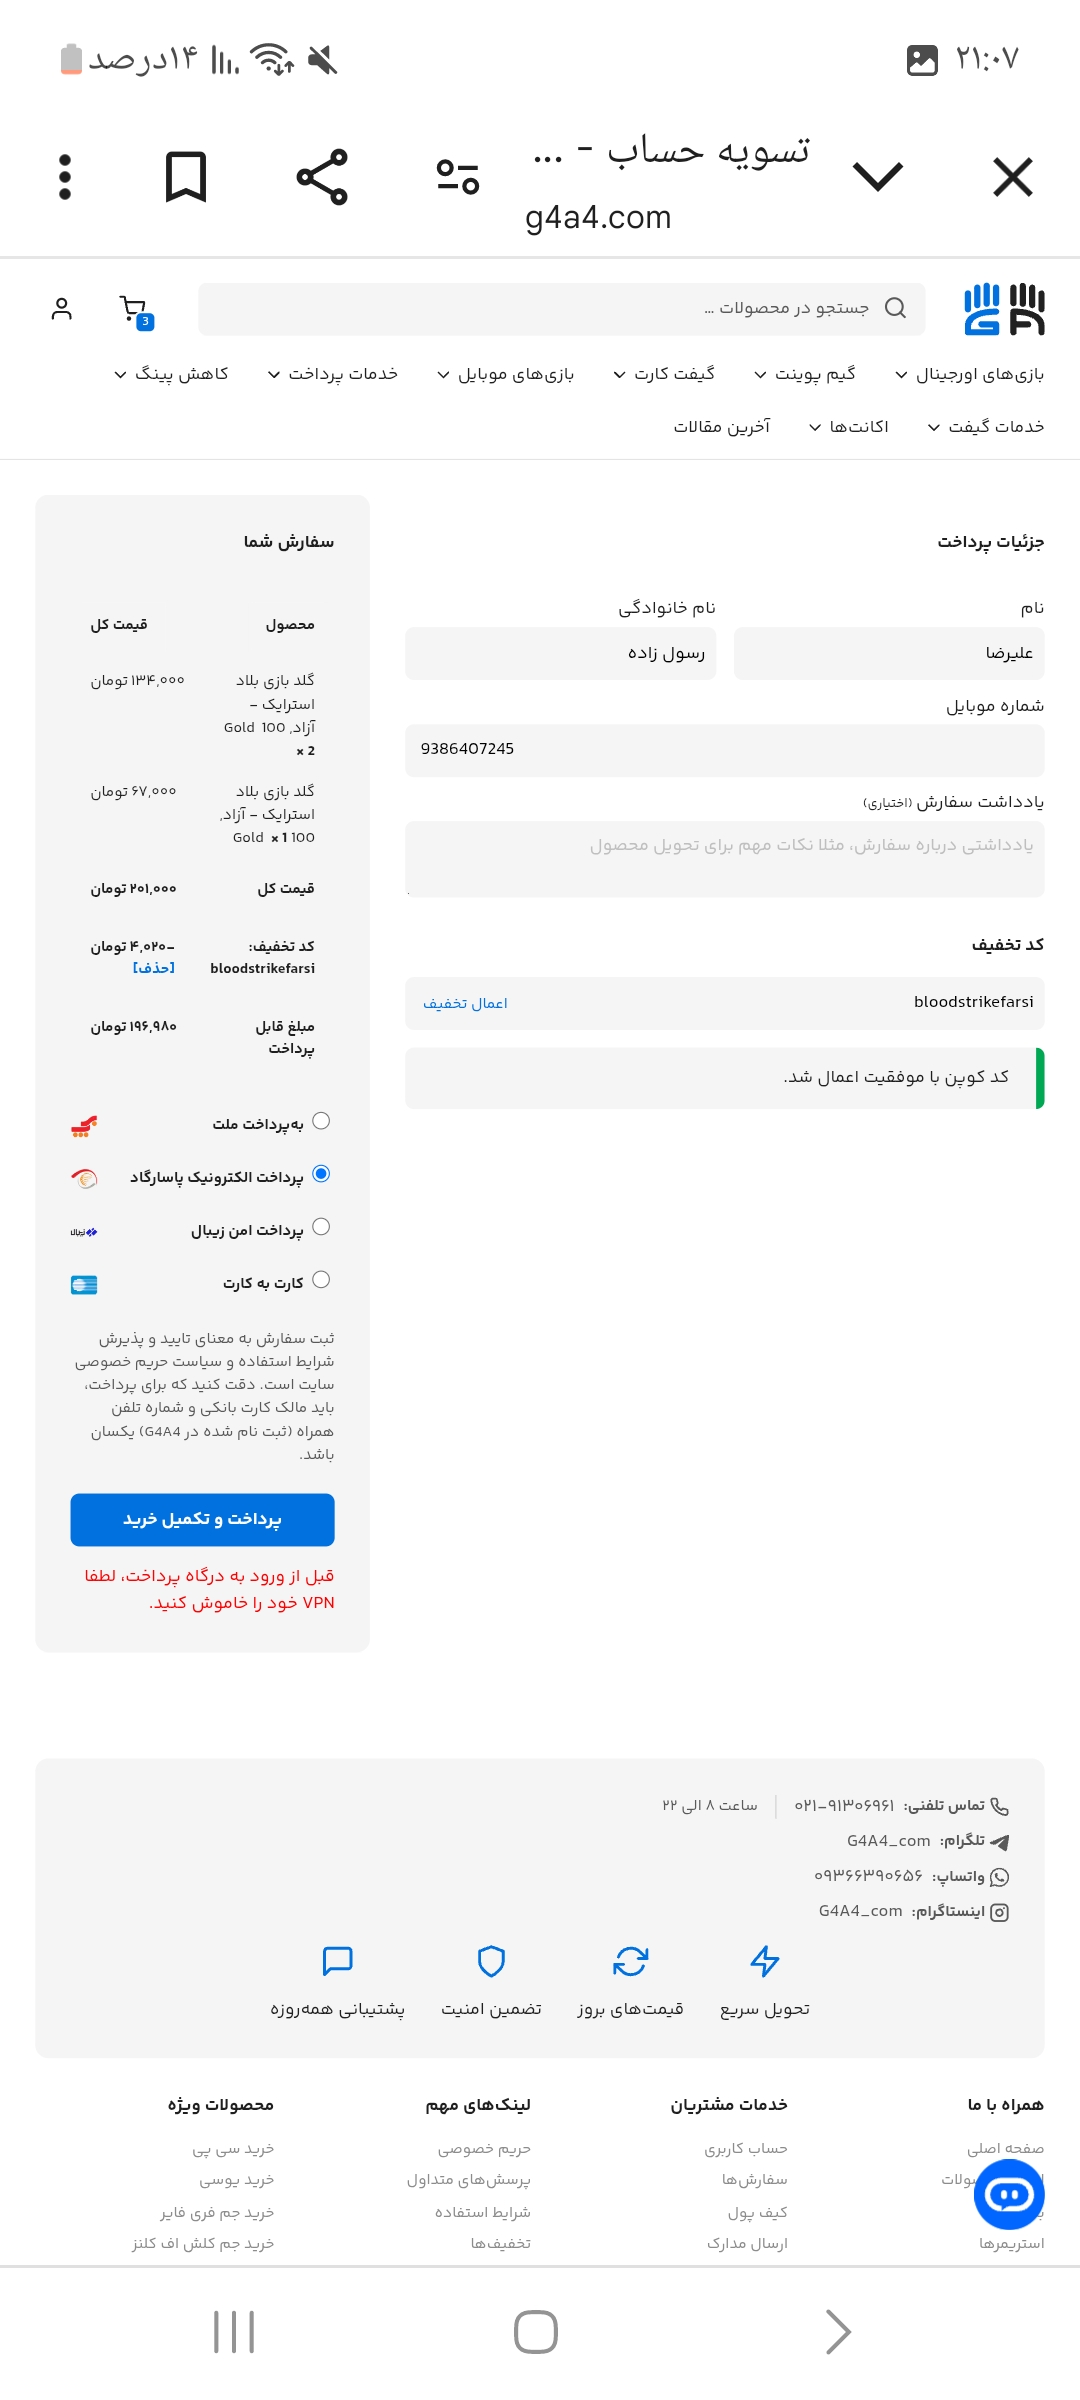 ۲۱:۰۷
۱۴درصد
تسویه حساب - ...
g4a4.com
جستجو در محصولات ...
3
بازی‌های اورجینال
گیم پوینت
گیفت کارت
بازی‌های موبایل
خدمات پرداخت
کاهش پینگ
خدمات گیفت
اکانت‌ها
آخرین مقالات
جزئیات پرداخت
نام
نام خانوادگی
علیرضا
رسول زاده
شماره موبایل
9386407245
یادداشت سفارش (اختیاری)
یادداشتی درباره سفارش، مثلا نکات مهم برای تحویل محصول
کد تخفیف
bloodstrikefarsi
اعمال تخفیف
کد کوپن با موفقیت اعمال شد.
سفارش شما
محصول
قیمت کل
گلد بازی بلاد
استرایک -
آزاد, 100 Gold
× 2
۱۳۴,۰۰۰ تومان
گلد بازی بلاد
استرایک - آزاد,
100 Gold × 1
۶۷,۰۰۰ تومان
قیمت کل
۲۰۱,۰۰۰ تومان
کد تخفیف:
bloodstrikefarsi
-۴,۰۲۰ تومان
[حذف]
مبلغ قابل
پرداخت
۱۹۶,۹۸۰ تومان
به‌پرداخت ملت
پرداخت الکترونیک پاسارگاد
پرداخت امن زیبال
زیبال
کارت به کارت
ثبت سفارش به معنای تایید و پذیرش
شرایط استفاده و سیاست حریم خصوصی
سایت است. دقت کنید که برای پرداخت،
باید مالک کارت بانکی و شماره تلفن
همراه (ثبت نام شده در G4A4) یکسان
باشد.
پرداخت و تکمیل خرید
قبل از ورود به درگاه پرداخت، لطفا
VPN خود را خاموش کنید.
تماس تلفنی: ۰۲۱-۹۱۳۰۶۹۶۱
ساعت ۸ الی ۲۲
تلگرام: G4A4_com
واتساپ: ۰۹۳۶۶۳۹۰۶۵۶
اینستاگرام: G4A4_com
تحویل سریع
قیمت‌های بروز
تضمین امنیت
پشتیبانی همه‌روزه
همراه با ما
صفحه اصلی
استریمرها
خدمات مشتریان
حساب کاربری
سفارش‌ها
کیف پول
ارسال مدارک
لینک‌های مهم
حریم خصوصی
پرسش‌های متداول
شرایط استفاده
تخفیف‌ها
محصولات ویژه
خرید سی پی
خرید یوسی
خرید جم فری فایر
خرید جم کلش اف کلنز